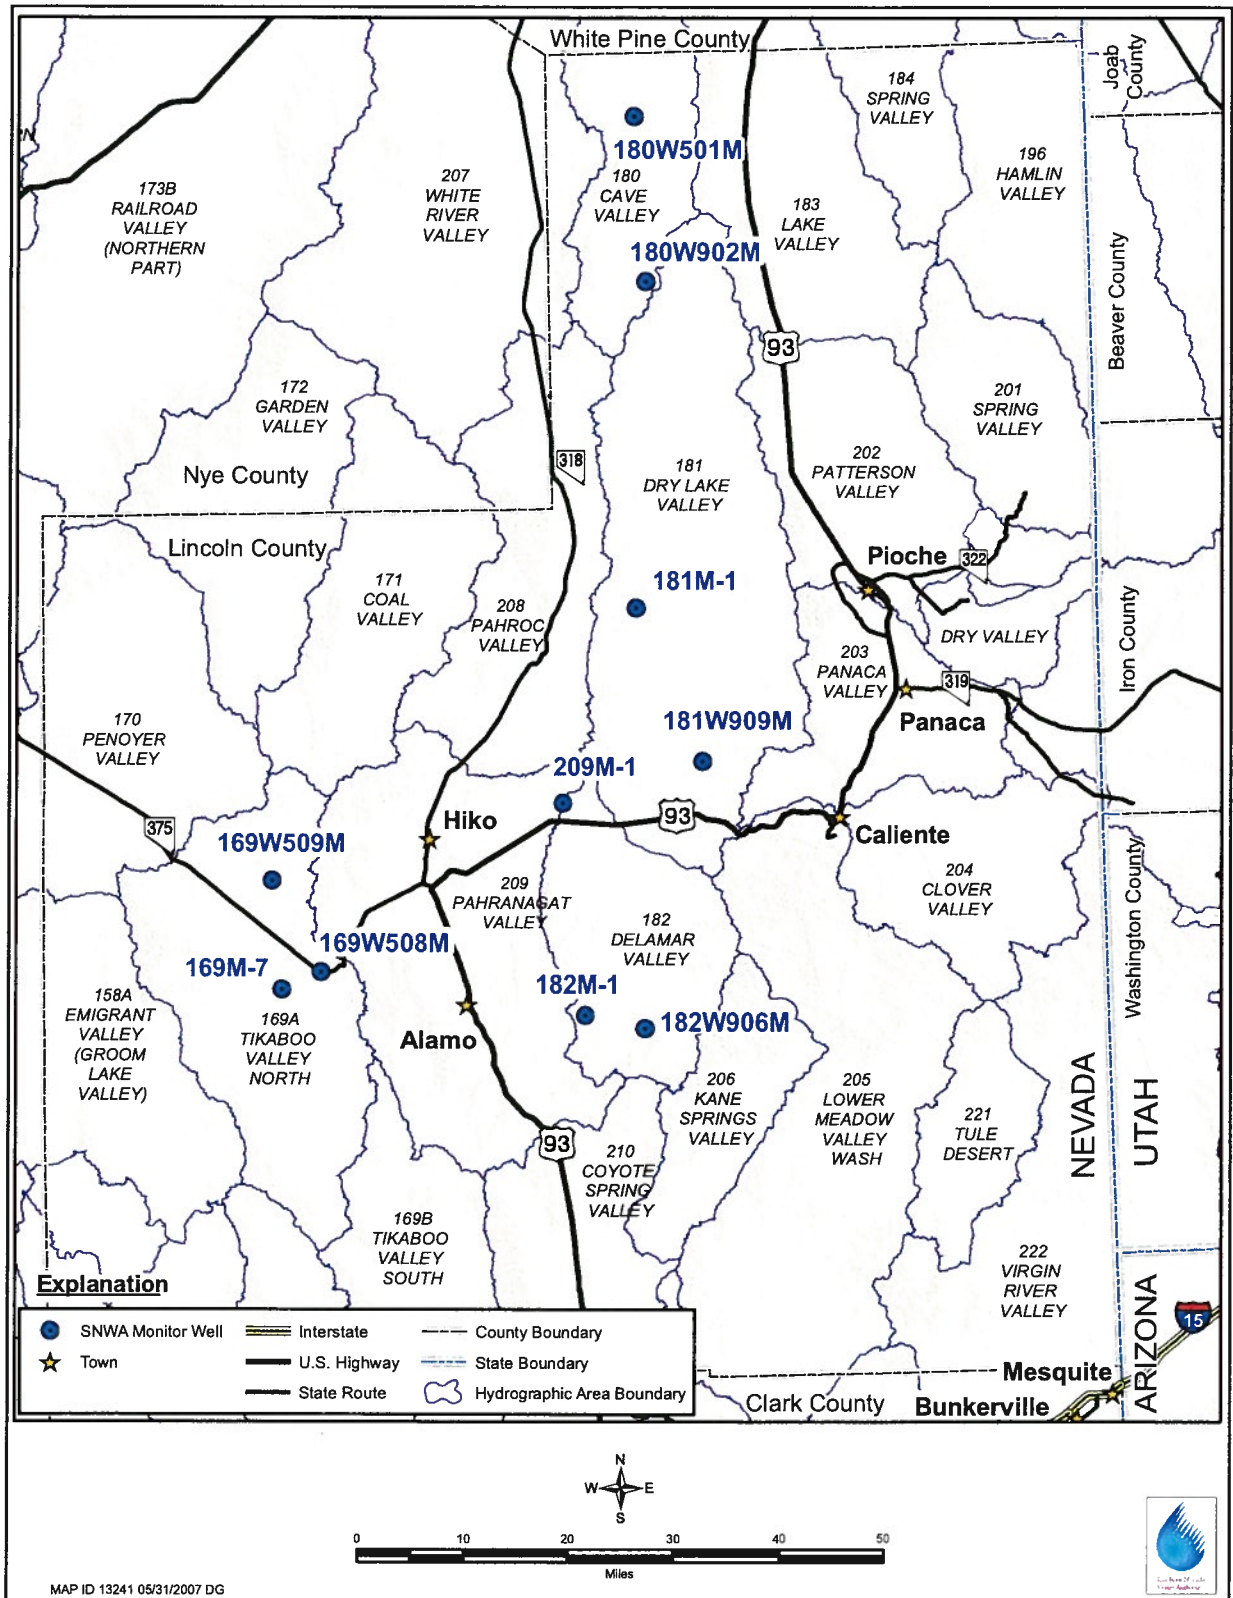 White Pine County
Joab
County
184
SPRING
VALLEY
180W501M
173B
RAILROAD
VALLEY
(NORTHERN
PART)
207
WHITE
RIVER
VALLEY
180
CAVE
VALLEY
196
HAMLIN
VALLEY
183
LAKE
VALLEY
180W902M
Beaver County
93
172
GARDEN
VALLEY
201
SPRING
VALLEY
318
Nye County
181
DRY LAKE
VALLEY
202
PATTERSON
VALLEY
Lincoln County
Pioche
322
171
COAL
VALLEY
181M-1
208
PAHROC
VALLEY
DRY VALLEY
Iron County
203
PANACA
VALLEY
319
170
PENOYER
VALLEY
181W909M
Panaca
209M-1
375
Hiko
93
169W509M
Caliente
Washington County
209
PAHRANAGAT
VALLEY
204
CLOVER
VALLEY
182
DELAMAR
VALLEY
169W508M
169M-7
182M-1
158A
EMIGRANT
VALLEY
(GROOM
LAKE
VALLEY)
169A
TIKABOO
VALLEY
NORTH
Alamo
182W906M
206
KANE
SPRINGS
VALLEY
205
LOWER
MEADOW
VALLEY
WASH
221
TULE
DESERT
NEVADA
UTAH
93
210
COYOTE
SPRING
VALLEY
169B
TIKABOO
VALLEY
SOUTH
222
VIRGIN
RIVER
VALLEY
ARIZONA
15
Explanation
SNWA Monitor Well
Town
Interstate
U.S. Highway
State Route
County Boundary
State Boundary
Hydrographic Area Boundary
Mesquite
Clark County
Bunkerville
N
W
E
S
0 10 20 30 40 50
Miles
MAP ID 13241 05/31/2007 DG